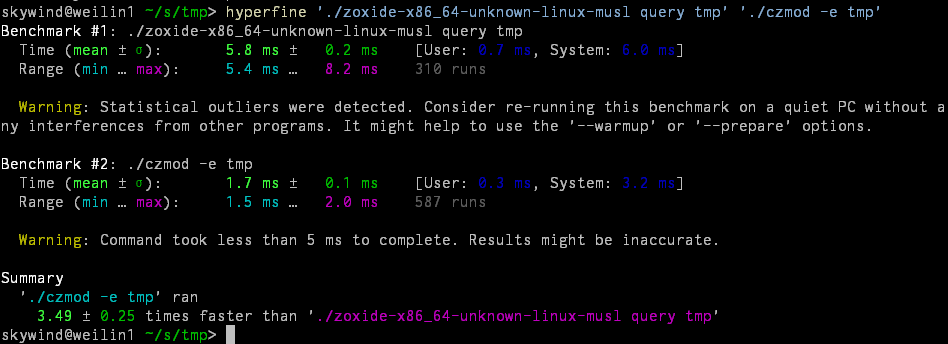 skywind@weilin1 ~/s/tmp> hyperfine './zoxide-x86_64-unknown-linux-musl query tmp' './czmod -e tmp'
Benchmark #1: ./zoxide-x86_64-unknown-linux-musl query tmp
  Time (mean ± σ):       5.8 ms ±   0.2 ms    [User: 0.7 ms, System: 6.0 ms]
  Range (min … max):     5.4 ms …   8.2 ms    310 runs

  Warning: Statistical outliers were detected. Consider re-running this benchmark on a quiet PC without a
ny interferences from other programs. It might help to use the '--warmup' or '--prepare' options.

Benchmark #2: ./czmod -e tmp
  Time (mean ± σ):       1.7 ms ±   0.1 ms    [User: 0.3 ms, System: 3.2 ms]
  Range (min … max):     1.5 ms …   2.0 ms    587 runs

  Warning: Command took less than 5 ms to complete. Results might be inaccurate.

Summary
  './czmod -e tmp' ran
    3.49 ± 0.25 times faster than './zoxide-x86_64-unknown-linux-musl query tmp'
skywind@weilin1 ~/s/tmp>